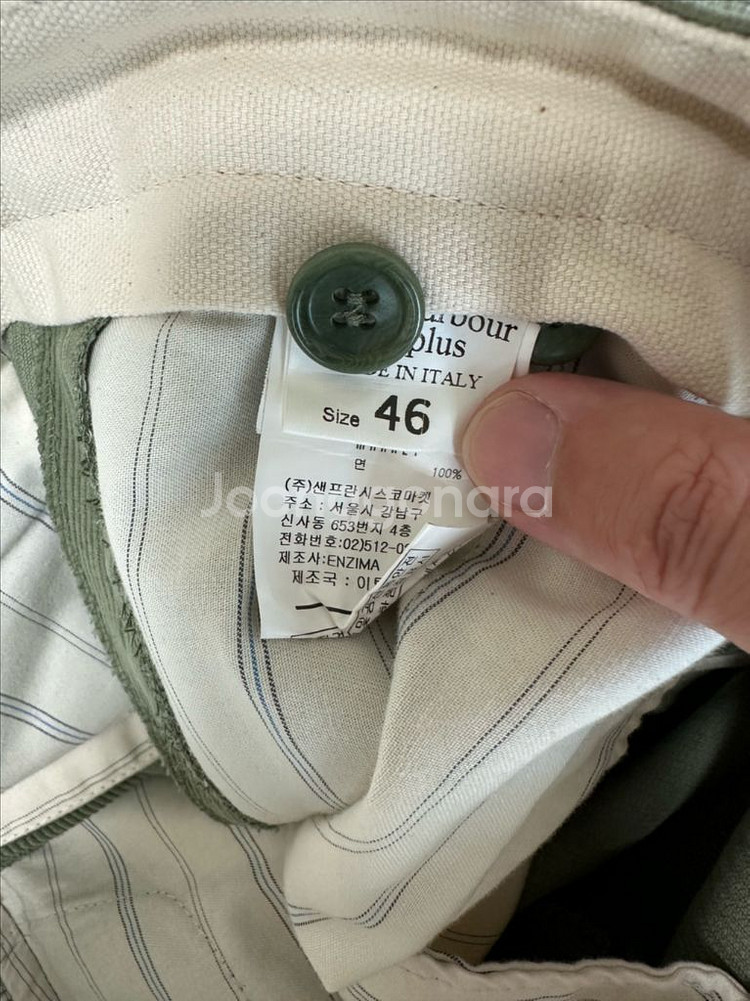 arbour
plus
E IN ITALY
Size 46
면 100%
(주)샌프란시스코마켓
주소 : 서울시 강남구
신사동 653번지 4층
전화번호:02)512-0
제조사:ENZIMA
제조국 : 이